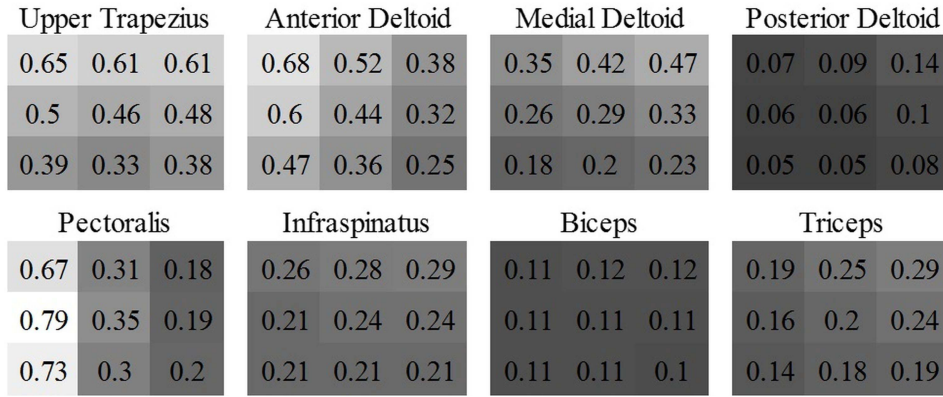 Upper Trapezius Anterior Deltoid Medial Deltoid Posterior Deltoid
0.65 0.61 0.61 0.68 0.52 0.38 0.35 0.42 0.47 0.07 0.09 0.14
0.5 0.46 0.48 0.6 0.44 0.32 0.26 0.29 0.33 0.06 0.06 0.1
0.39 0.33 0.38 0.47 0.36 0.25 0.18 0.2 0.23 0.05 0.05 0.08
Pectoralis Infraspinatus Biceps Triceps
0.67 0.31 0.18 0.26 0.28 0.29 0.11 0.12 0.12 0.19 0.25 0.29
0.79 0.35 0.19 0.21 0.24 0.24 0.11 0.11 0.11 0.16 0.2 0.24
0.73 0.3 0.2 0.21 0.21 0.21 0.11 0.11 0.1 0.14 0.18 0.19